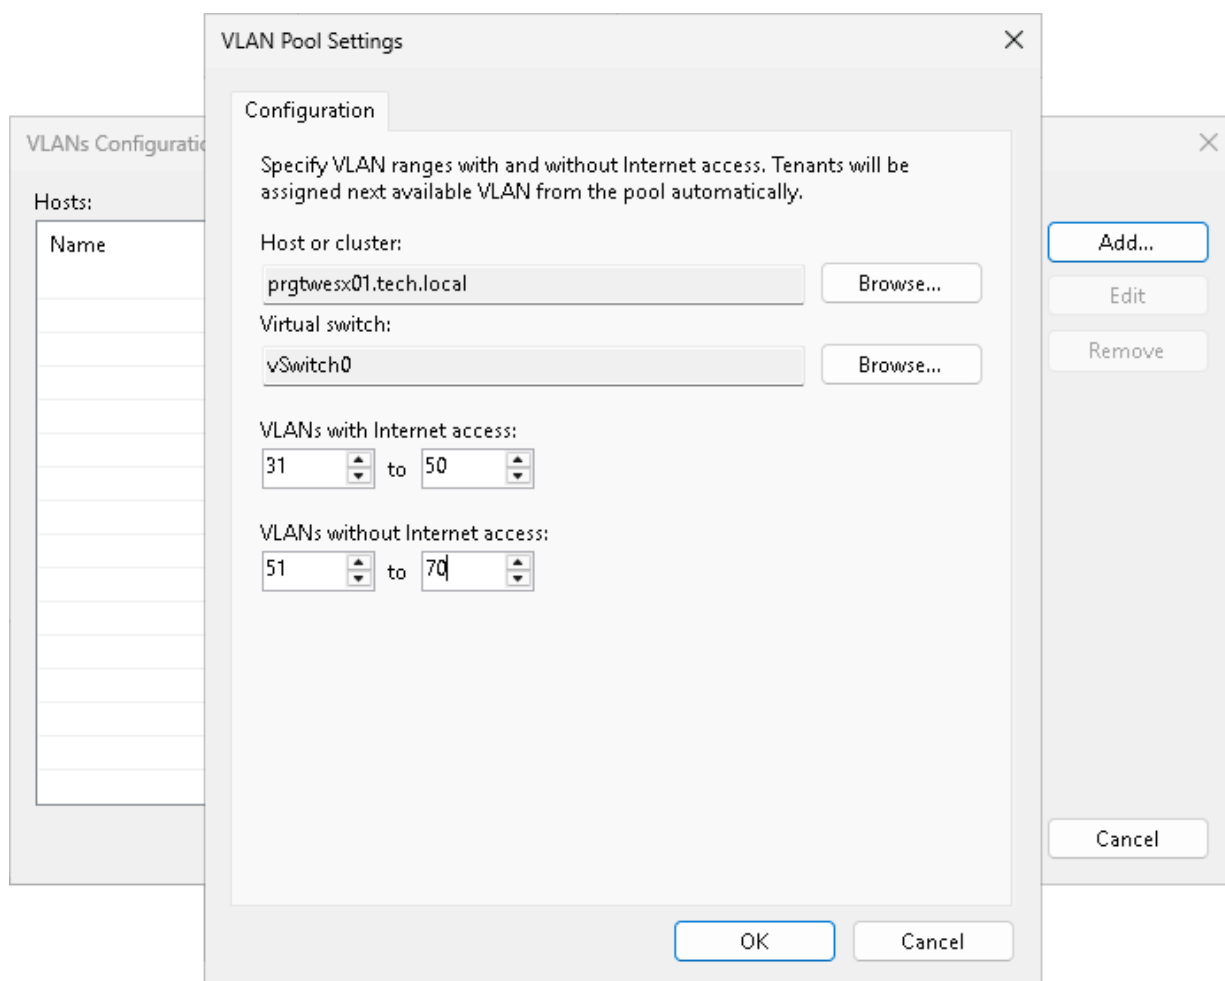 VLAN Pool Settings
Configuration
VLANs Configuratio
Specify VLAN ranges with and without Internet access. Tenants will be
assigned next available VLAN from the pool automatically.
Hosts:
Name
Host or cluster:
prgtwesx01.tech.local
Browse...
Virtual switch:
vSwitch0
Browse...
VLANs with Internet access:
31 to 50
VLANs without Internet access:
51 to 70
Add...
Edit
Remove
Cancel
OK
Cancel